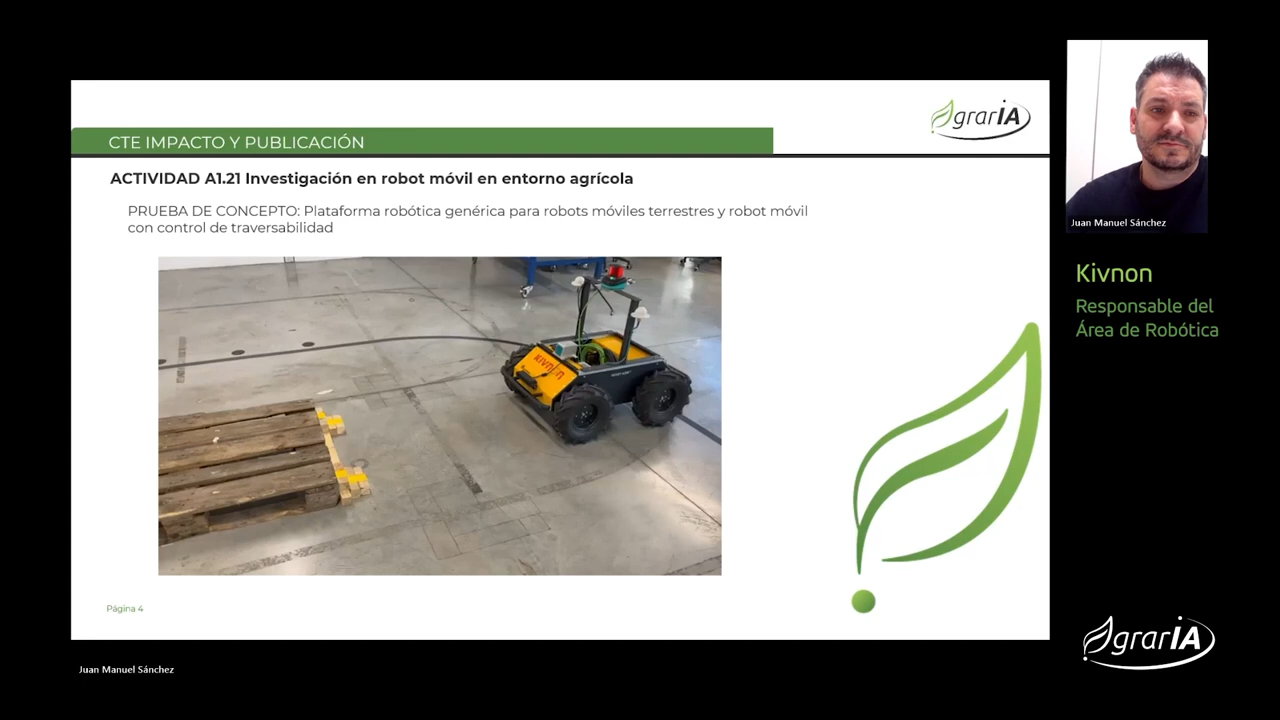 AgrarIA
CTE IMPACTO Y PUBLICACIÓN
ACTIVIDAD A1.21 Investigación en robot móvil en entorno agrícola
PRUEBA DE CONCEPTO: Plataforma robótica genérica para robots móviles terrestres y robot móvil
con control de traversabilidad
KIVNON
Página 4
Juan Manuel Sánchez
Juan Manuel Sánchez
Kivnon
Responsable del
Área de Robótica
AgrarIA